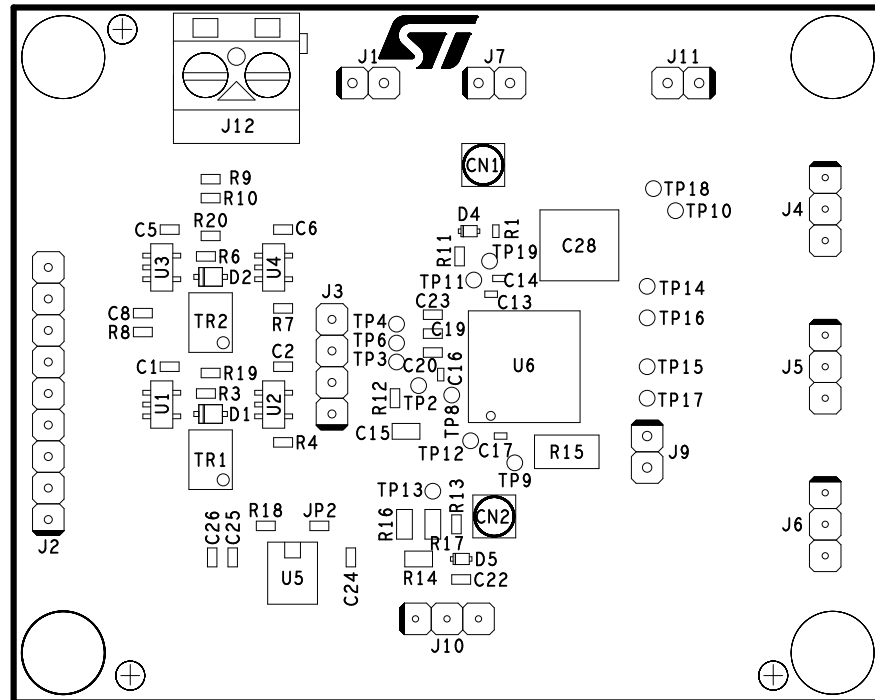 ST
J1
J7
J11
J12
CN1
R9
R10
TP18
TP10
J4
C5
R20
C6
D4
R1
R11
TP19
C28
U3
R6
D2
U4
TP11
C14
C13
TP14
J3
C8
R8
TR2
R7
TP4
TP6
TP3
C23
C19
C20
C16
TP16
U6
J5
C1
R19
C2
TP15
U1
R3
D1
U2
R12
TP2
TP8
TP17
C15
R4
TP12
C17
R15
J9
TR1
TP9
TP13
J2
C26
C25
R18
JP2
R16
R17
R13
CN2
J6
U5
C24
R14
D5
C22
J10